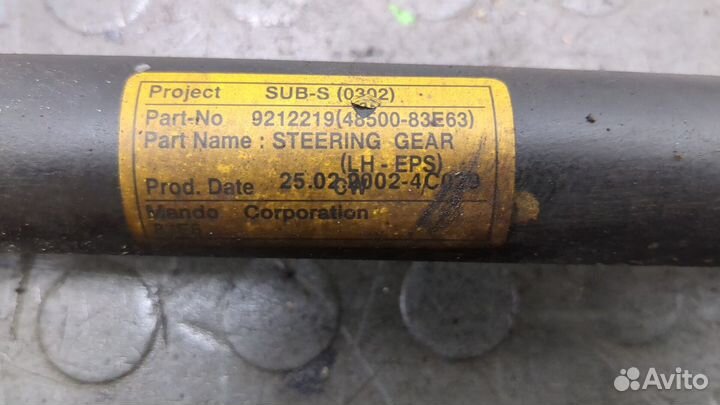 Project SUB-S (0302)
Part-No 9212219(48500-83E63)
Part Name : STEERING GEAR
(LH-EPS)
Prod. Date 25.02.2002-4
Mando Corporation
Avito